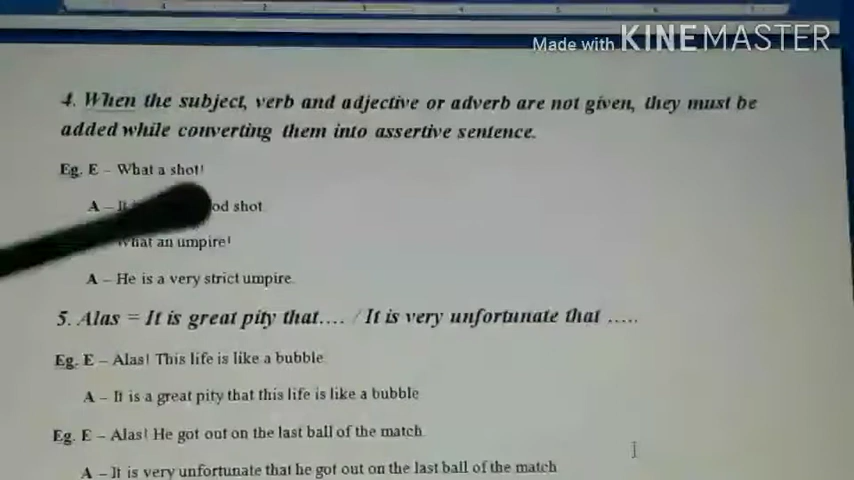 Made with KINEMASTER
4. When the subject, verb and adjective or adverb are not given, they must be
added while converting them into assertive sentence.
Eg. E – What a shot!
A – It shot
What an umpire!
A – He is a very strict umpire.
5. Alas = It is great pity that.... / It is very unfortunate that .....
Eg. E – Alas! This life is like a bubble
A – It is a great pity that this life is like a bubble
Eg. E – Alas! He got out on the last ball of the match
A – It is very unfortunate that he got out on the last ball of the match